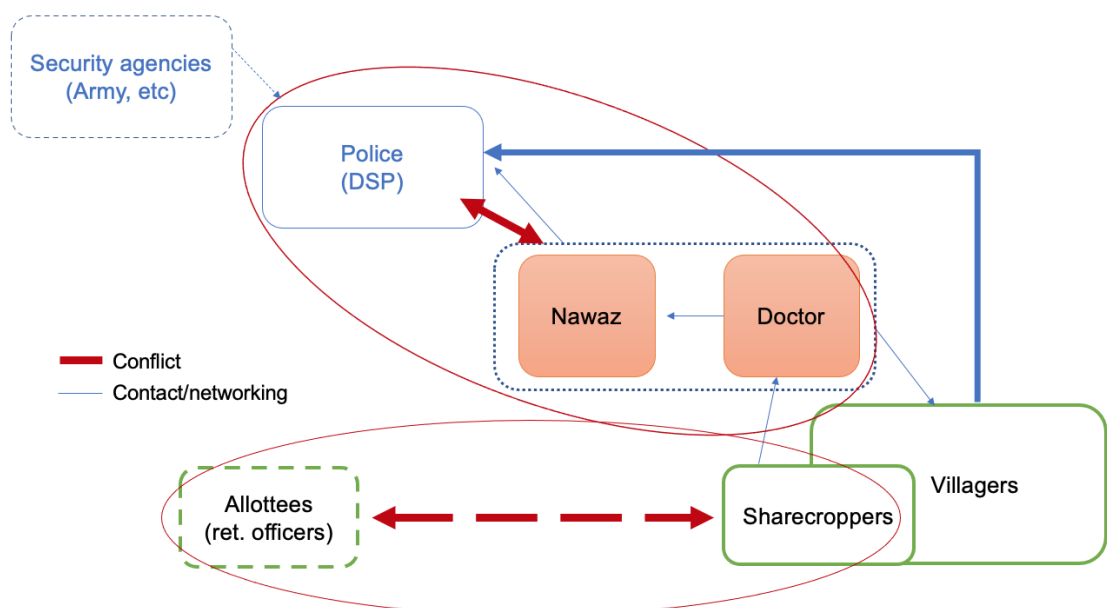 Security agencies
(Army, etc)
Police
(DSP)
Nawaz
Doctor
Conflict
Contact/networking
Allottees
(ret. officers)
Sharecroppers
Villagers